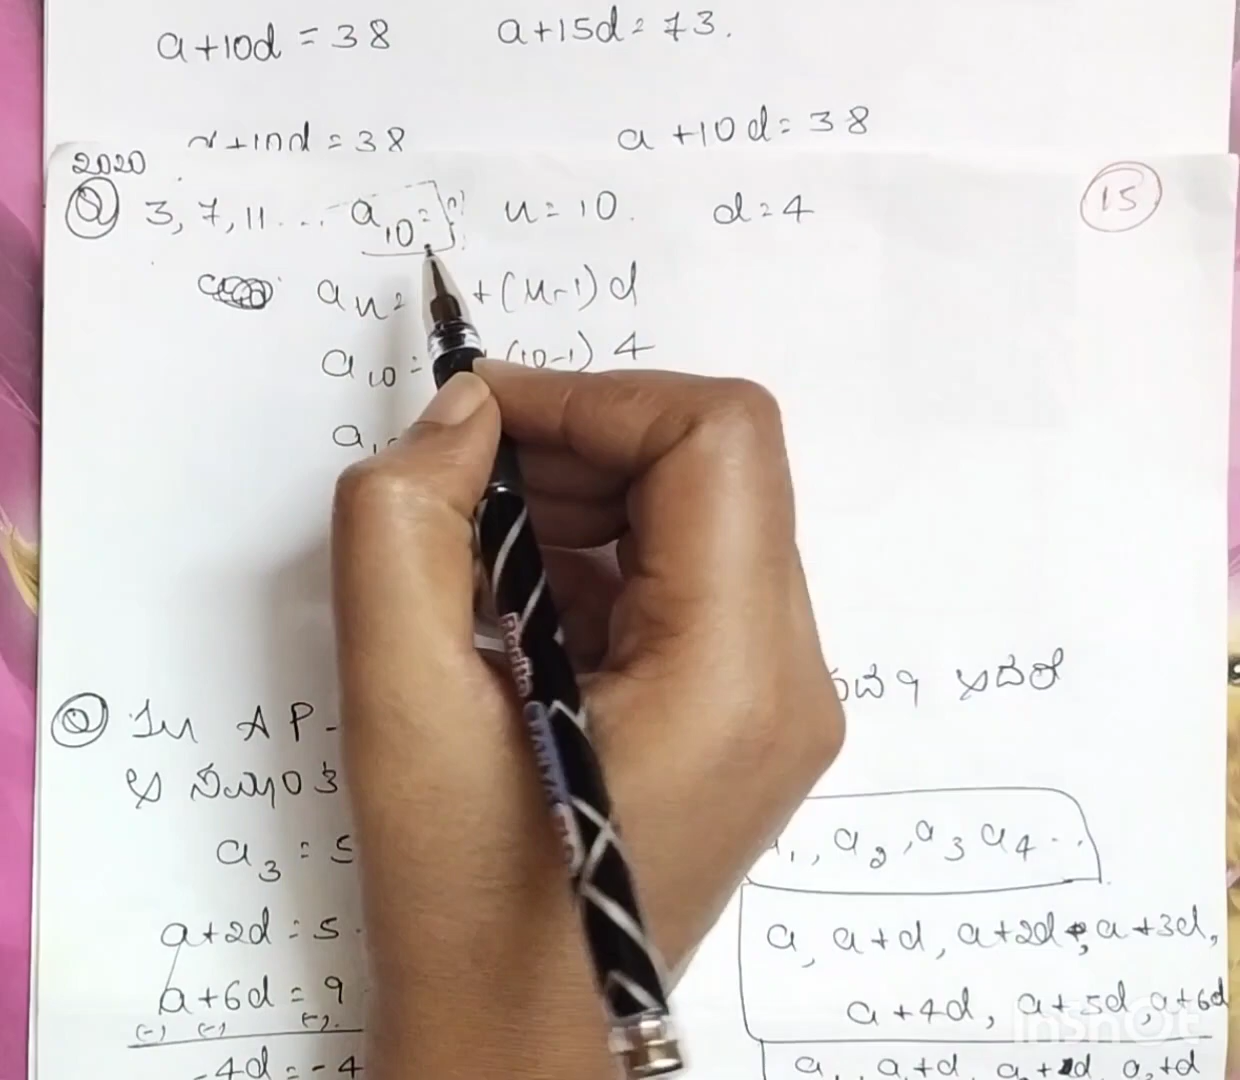 a+10d = 38 a+15d = 73.
+10d = 38 a +10d = 38
2020
Q 3, 7, 11 ... a10 = ? n = 10. d = 4 15
an = + (n-1) d
a10 = (10-1) 4
a
Q In AP-
a3 = 5
a1, a2, a3 a4 ...
a+2d = 5 a, a+d, a+2d, a+3d,
a+6d = 9 a+4d, a+5d, a+6d
(-) (-) (-).
-4d = -4 a, a+d
InShOt